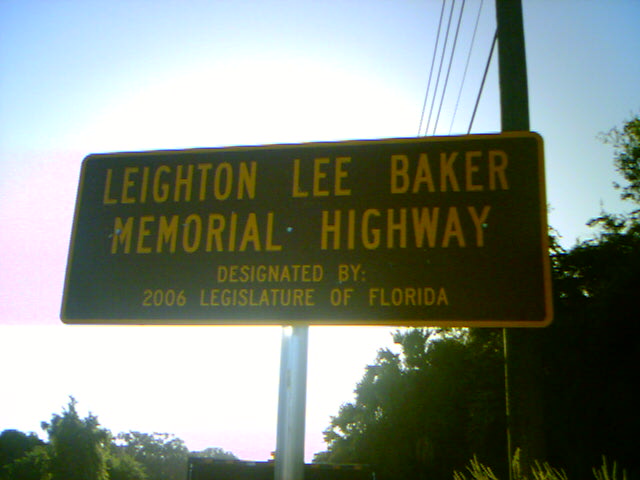 LEIGHTON LEE BAKER
MEMORIAL HIGHWAY
DESIGNATED BY:
2006 LEGISLATURE OF FLORIDA